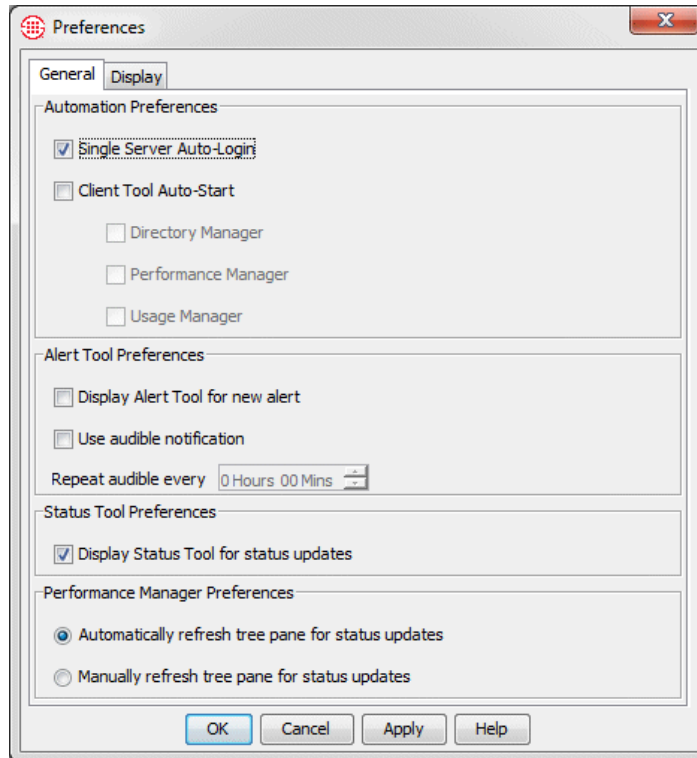 Preferences
General Display
Automation Preferences
Single Server Auto-Login
Client Tool Auto-Start
Directory Manager
Performance Manager
Usage Manager
Alert Tool Preferences
Display Alert Tool for new alert
Use audible notification
Repeat audible every 0 Hours 00 Mins
Status Tool Preferences
Display Status Tool for status updates
Performance Manager Preferences
Automatically refresh tree pane for status updates
Manually refresh tree pane for status updates
OK Cancel Apply Help